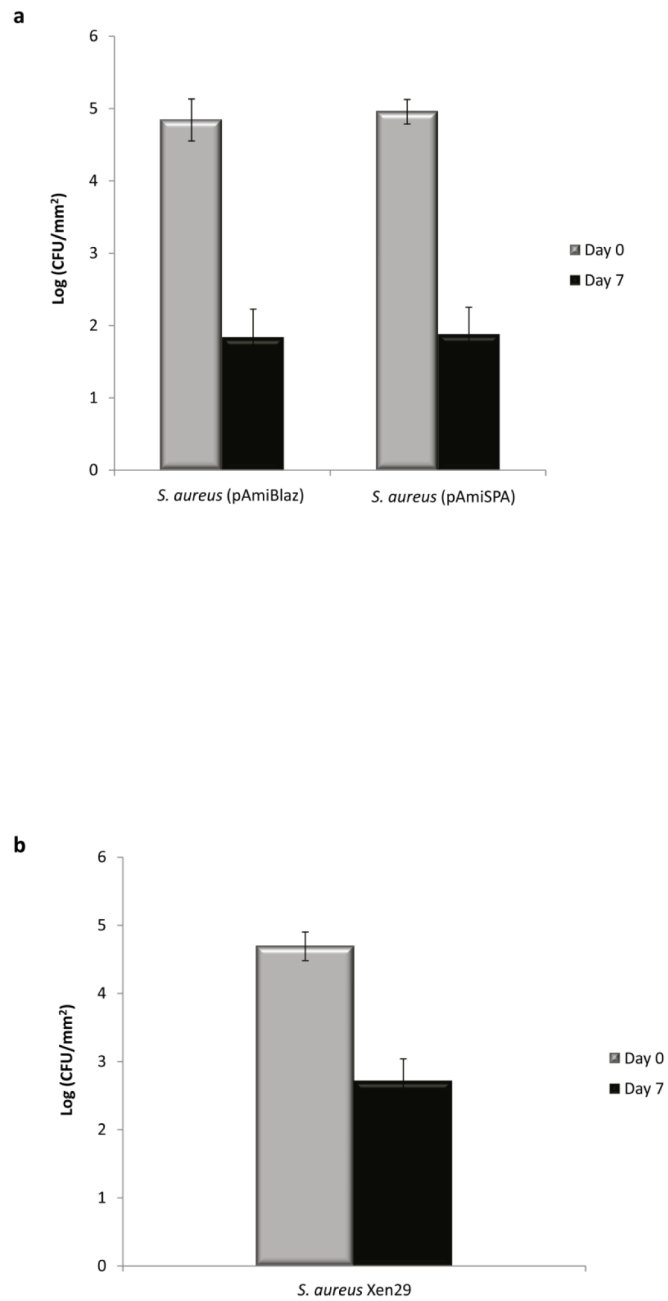 a
6
5
4
3
2
1
0
Log (CFU/mm²)
Day 0
Day 7
S. aureus (pAmiBlaz)
S. aureus (pAmiSPA)
b
6
5
4
3
2
1
0
Log (CFU/mm²)
Day 0
Day 7
S. aureus Xen29